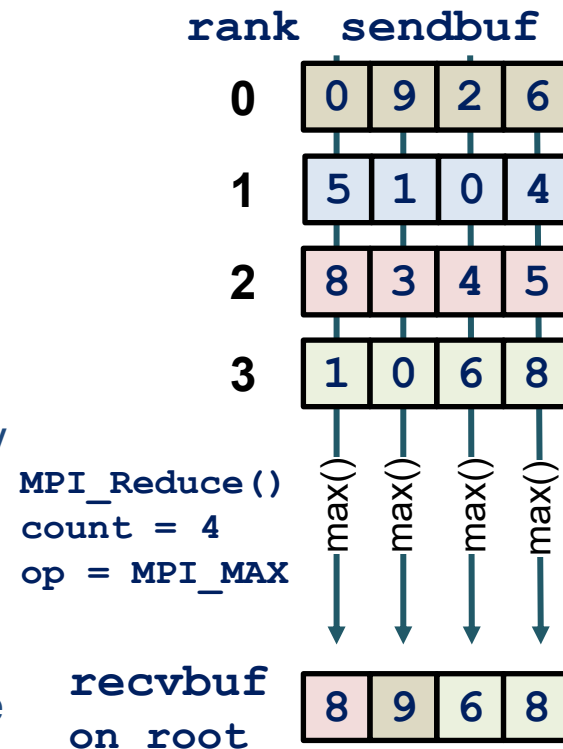 rank sendbuf
0 0 9 2 6
1 5 1 0 4
2 8 3 4 5
3 1 0 6 8
max() max() max() max()
MPI_Reduce()
count = 4
op = MPI_MAX
recvbuf
on root
8 9 6 8